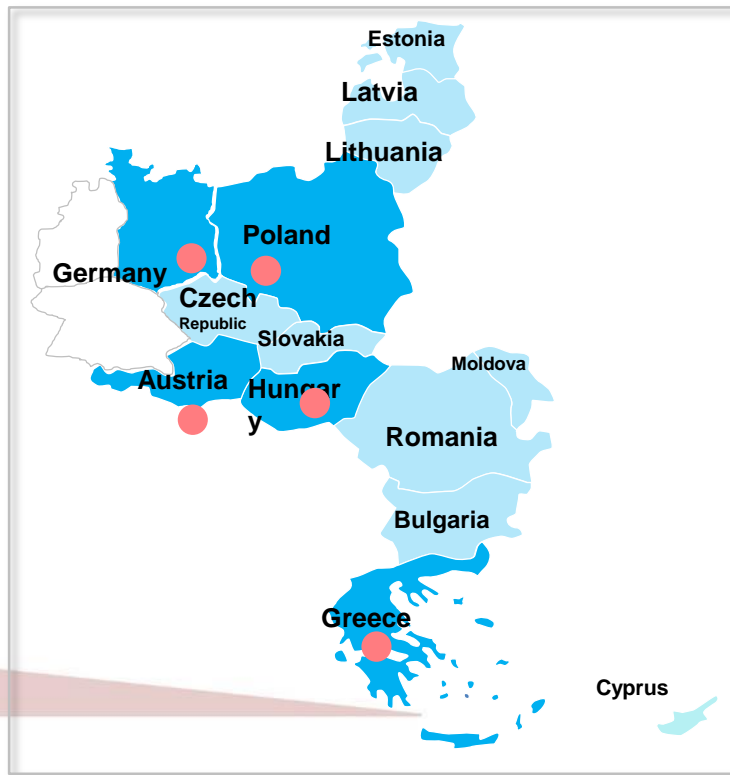 Estonia
Latvia
Lithuania
Poland
Germany
Czech
Republic
Slovakia
Moldova
Austria
Hungar
y
Romania
Bulgaria
Greece
Cyprus